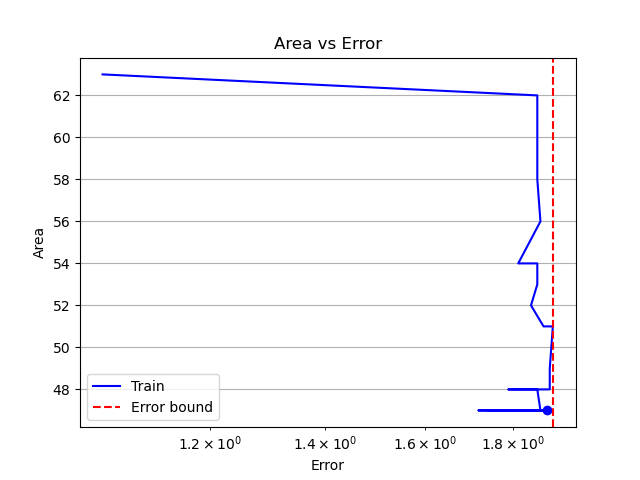 Area vs Error
Area
62
60
58
56
54
52
50
48
Train
Error bound
1.2 × 10⁰
1.4 × 10⁰
1.6 × 10⁰
1.8 × 10⁰
Error